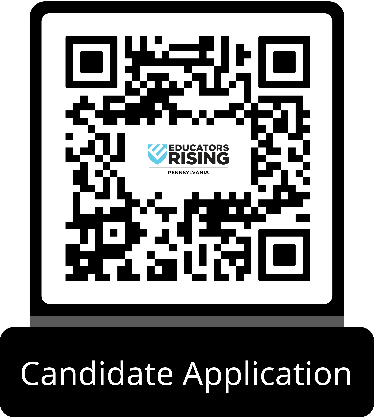 EDUCATORS
RISING
PENNSYLVANIA
Candidate Application